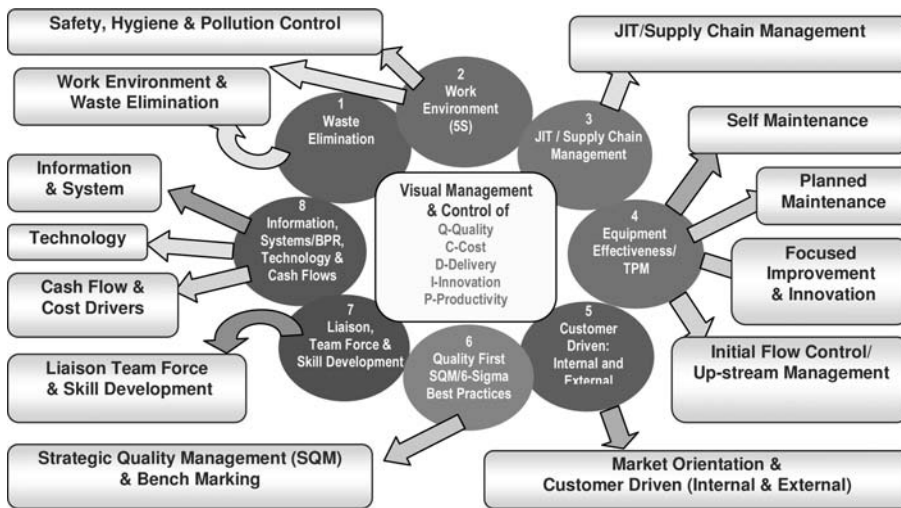 Safety, Hygiene & Pollution Control
Work Environment &
Waste Elimination
Information
& System
Technology
Cash Flow &
Cost Drivers
Liaison Team Force
& Skill Development
Strategic Quality Management (SQM)
& Bench Marking
1
Waste
Elimination
2
Work
Environment
(5S)
3
JIT / Supply Chain
Management
4
Equipment
Effectiveness/
TPM
5
Customer
Driven:
Internal and
External
6
Quality First
SQM/6-Sigma
Best Practices
7
Liaison,
Team Force &
Skill Development
8
Information,
Systems/BPR,
Technology &
Cash Flows
Visual Management
& Control of
Q-Quality
C-Cost
D-Delivery
I-Innovation
P-Productivity
JIT/Supply Chain Management
Self Maintenance
Planned
Maintenance
Focused
Improvement
& Innovation
Initial Flow Control/
Up-stream Management
Market Orientation &
Customer Driven (Internal & External)